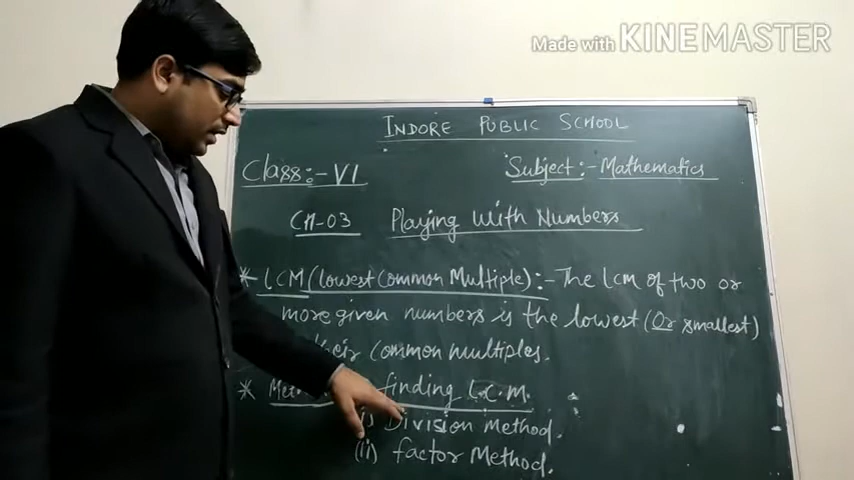 Made with KINEMASTER
INDORE PUBLIC SCHOOL
Class:- VI Subject:- Mathematics
CH-03 Playing with Numbers
* LCM (lowest Common Multiple):- The LCM of two or
more given numbers is the lowest (Or smallest)
their Common multiples.
* finding L.C.M.
(i) Division Method.
(ii) factor Method.